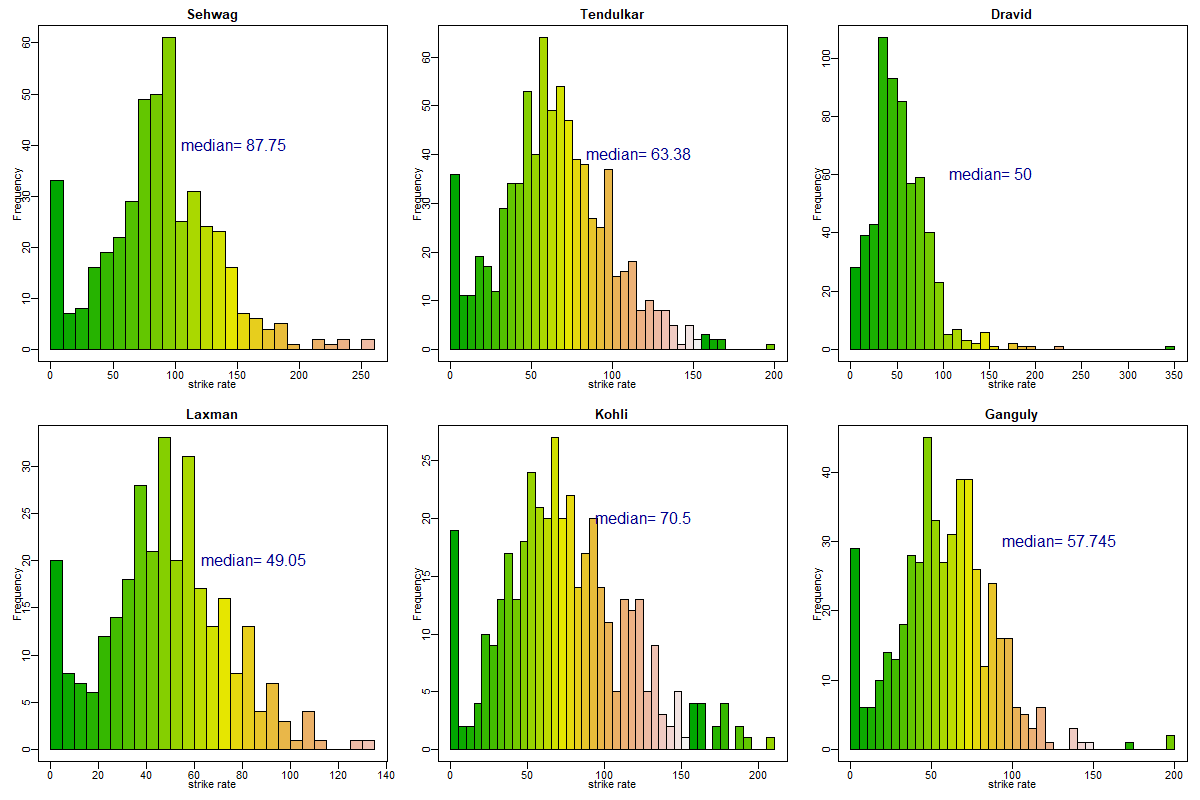 Sehwag
Frequency
0 10 20 30 40 50 60
median= 87.75
0 50 100 150 200 250
strike rate
Tendulkar
Frequency
0 10 20 30 40 50 60
median= 63.38
0 50 100 150 200
strike rate
Dravid
Frequency
0 20 40 60 80 100
median= 50
0 50 100 150 200 250 300 350
strike rate
Laxman
Frequency
0 5 10 15 20 25 30
median= 49.05
0 20 40 60 80 100 120 140
strike rate
Kohli
Frequency
0 5 10 15 20 25
median= 70.5
0 50 100 150 200
strike rate
Ganguly
Frequency
0 10 20 30 40
median= 57.745
0 50 100 150 200
strike rate